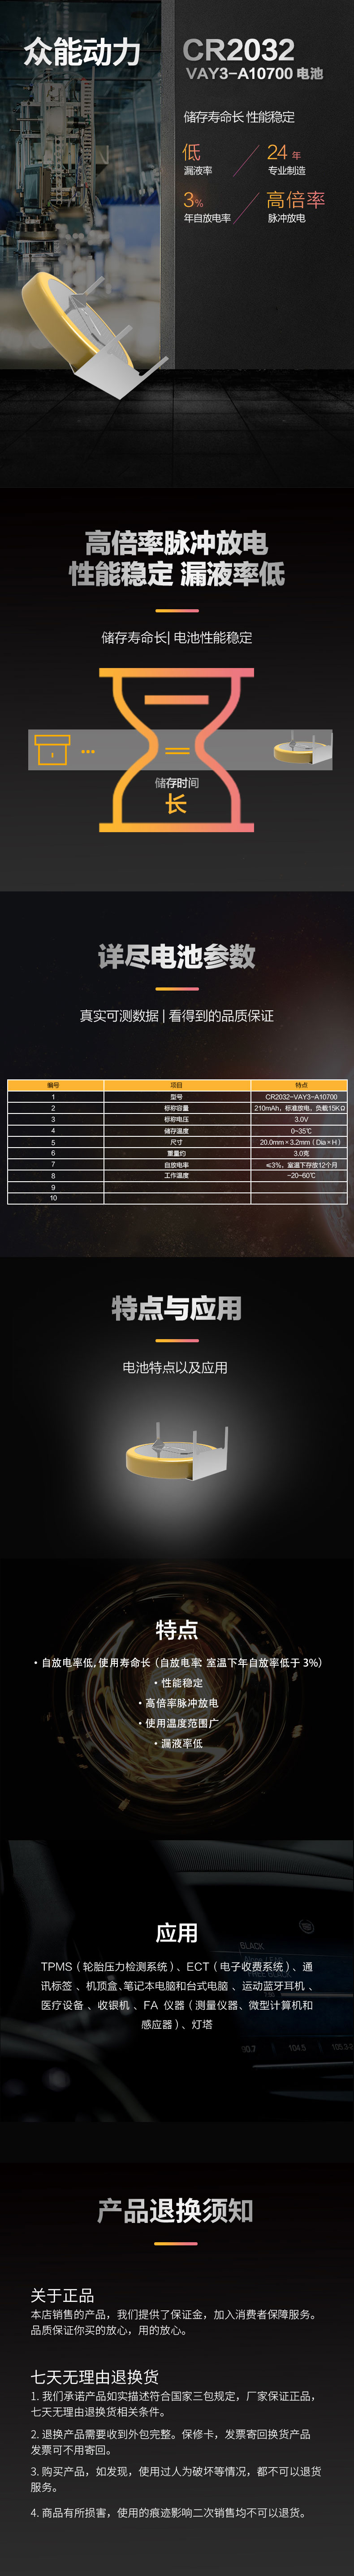 众能动力
CR2032
VAY3-A10700 电池
储存寿命长 性能稳定
低
漏液率
24 年
专业制造
3%
年自放电率
高倍率
脉冲放电
高倍率脉冲放电
性能稳定 漏液率低
储存寿命长| 电池性能稳定
储存时间
长
详尽电池参数
真实可测数据 | 看得到的品质保证
编号 项目 特点
1 型号 CR2032-VAY3-A10700
2 标称容量 210mAh，标准放电，负载15KΩ
3 标称电压 3.0V
4 储存温度 0~35℃
5 尺寸 20.0mm×3.2mm（Dia×H）
6 重量约 3.0克
7 自放电率 ≤3%，室温下存放12个月
8 工作温度 -20~60℃
9
10
特点与应用
电池特点以及应用
特点
• 自放电率低, 使用寿命长（自放电率: 室温下年自放率低于 3%）
• 性能稳定
• 高倍率脉冲放电
• 使用温度范围广
• 漏液率低
BLACK
应用
TPMS（轮胎压力检测系统）、ECT（电子收费系统）、通
讯标签 、机顶盒、笔记本电脑和台式电脑 、运动蓝牙耳机 、
医疗设备 、收银机 、FA 仪器（测量仪器、微型计算机和
感应器）、灯塔
90.7 104.5 105.3
产品退换须知
关于正品
本店销售的产品，我们提供了保证金，加入消费者保障服务。
品质保证你买的放心，用的放心。
七天无理由退换货
1. 我们承诺产品如实描述符合国家三包规定，厂家保证正品，
七天无理由退换货相关条件。
2. 退换产品需要收到外包完整。保修卡，发票寄回换货产品
发票可不用寄回。
3. 购买产品，如发现，使用过人为破坏等情况，都不可以退货
服务。
4. 商品有所损害，使用的痕迹影响二次销售均不可以退货。